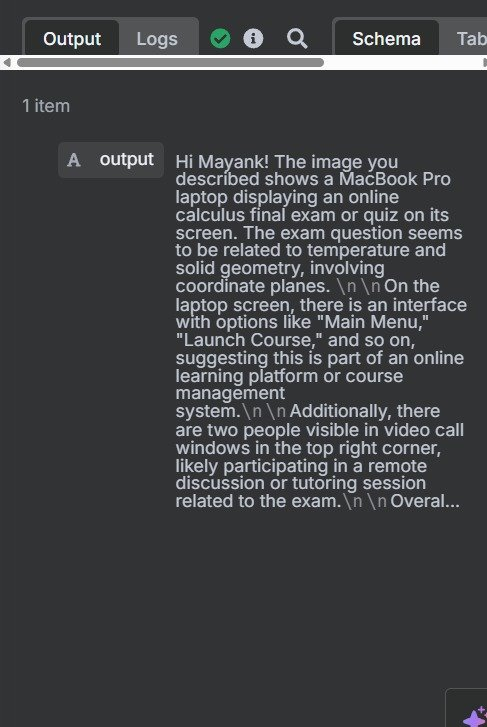 Output Logs Schema Tab
1 item
A output
Hi Mayank! The image you
described shows a MacBook Pro
laptop displaying an online
calculus final exam or quiz on its
screen. The exam question seems
to be related to temperature and
solid geometry, involving
coordinate planes. \n\nOn the
laptop screen, there is an interface
with options like "Main Menu,"
"Launch Course," and so on,
suggesting this is part of an online
learning platform or course
management
system.\n\nAdditionally, there
are two people visible in video call
windows in the top right corner,
likely participating in a remote
discussion or tutoring session
related to the exam.\n\nOveral...